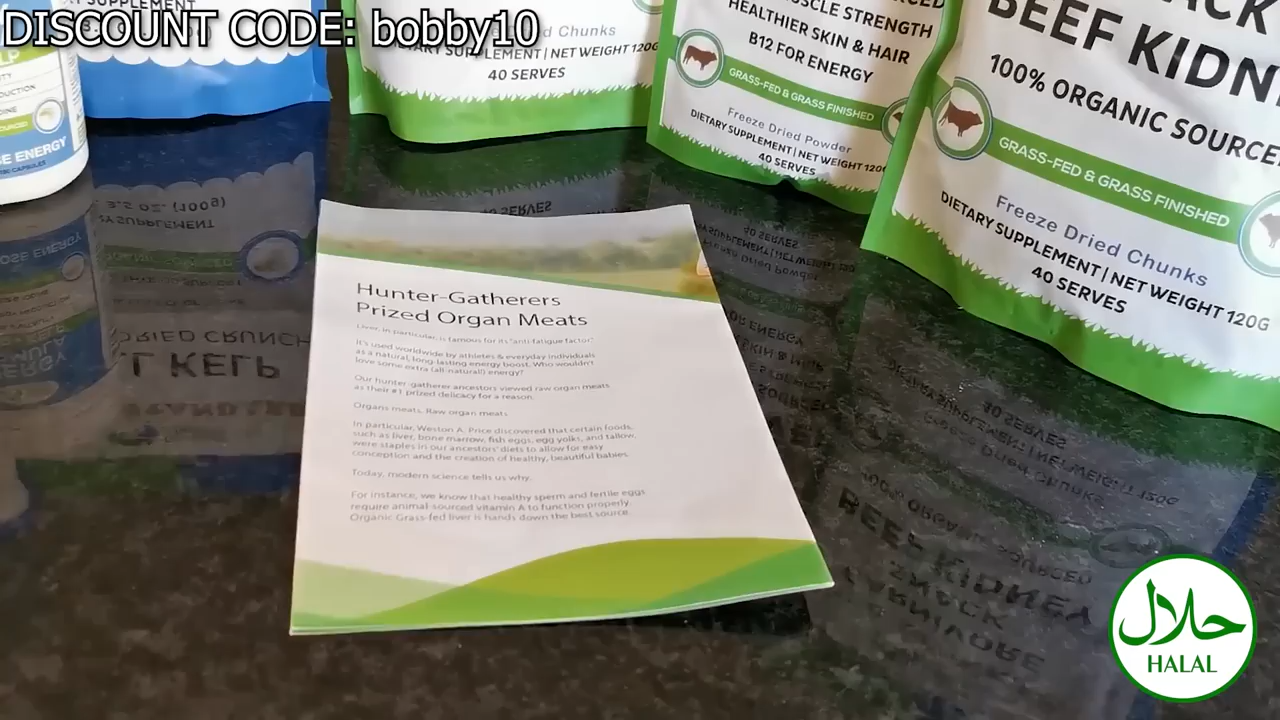 DISCOUNT CODE: bobby10
Chunks
DIETARY SUPPLEMENT | NET WEIGHT 120G
40 SERVES
MUSCLE STRENGTH
HEALTHIER SKIN & HAIR
B12 FOR ENERGY
GRASS-FED & GRASS FINISHED
Freeze Dried Powder
DIETARY SUPPLEMENT | NET WEIGHT 120G
40 SERVES
BEEF KIDN
100% ORGANIC SOURCE
GRASS-FED & GRASS FINISHED
Freeze Dried Chunks
DIETARY SUPPLEMENT | NET WEIGHT 120G
40 SERVES
SE ENERGY
Hunter-Gatherers
Prized Organ Meats
Liver, in particular, is famous for its "anti-fatigue factor".
It's used worldwide by athletes & everyday individuals
as a natural, long-lasting energy boost. Who wouldn't
love some extra (all-natural) energy?
Our hunter-gatherer ancestors viewed raw organ meats
as their #1 prized delicacy for a reason.
Organs meats. Raw organ meats
In particular, Weston A. Price discovered that certain foods,
such as liver, bone marrow, fish eggs, egg yolks, and tallow,
were staples in our ancestors' diets to allow for easy
conception and the creation of healthy, beautiful babies.
Today, modern science tells us why.
For instance, we know that healthy sperm and fertile eggs
require animal-sourced vitamin A to function properly.
Organic Grass-fed liver is hands down the best source.
حلال
HALAL